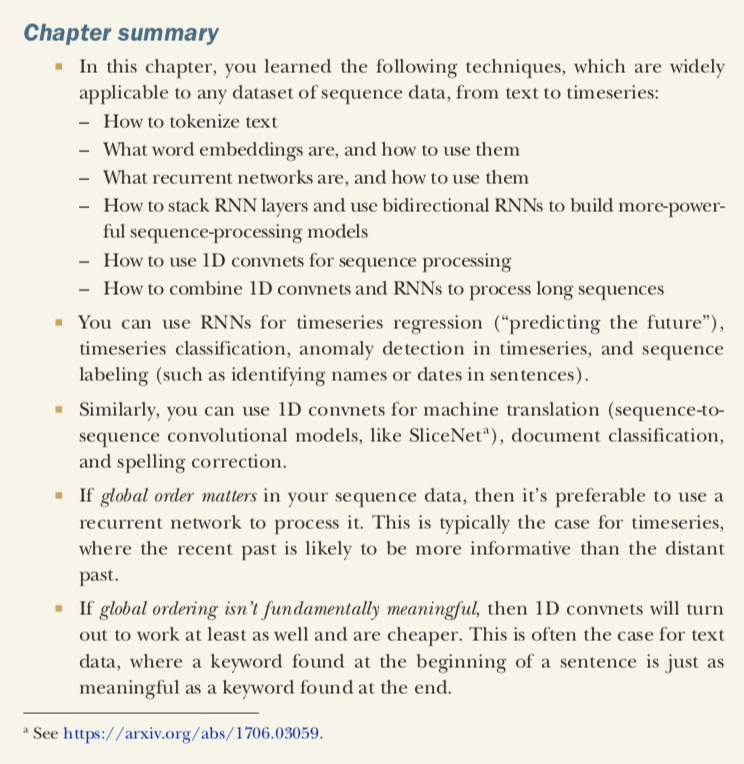 Chapter summary
▪ In this chapter, you learned the following techniques, which are widely
applicable to any dataset of sequence data, from text to timeseries:
– How to tokenize text
– What word embeddings are, and how to use them
– What recurrent networks are, and how to use them
– How to stack RNN layers and use bidirectional RNNs to build more-power-
ful sequence-processing models
– How to use 1D convnets for sequence processing
– How to combine 1D convnets and RNNs to process long sequences
▪ You can use RNNs for timeseries regression (“predicting the future”),
timeseries classification, anomaly detection in timeseries, and sequence
labeling (such as identifying names or dates in sentences).
▪ Similarly, you can use 1D convnets for machine translation (sequence-to-
sequence convolutional models, like SliceNetᵃ), document classification,
and spelling correction.
▪ If global order matters in your sequence data, then it’s preferable to use a
recurrent network to process it. This is typically the case for timeseries,
where the recent past is likely to be more informative than the distant
past.
▪ If global ordering isn’t fundamentally meaningful, then 1D convnets will turn
out to work at least as well and are cheaper. This is often the case for text
data, where a keyword found at the beginning of a sentence is just as
meaningful as a keyword found at the end.
ᵃ See https://arxiv.org/abs/1706.03059.